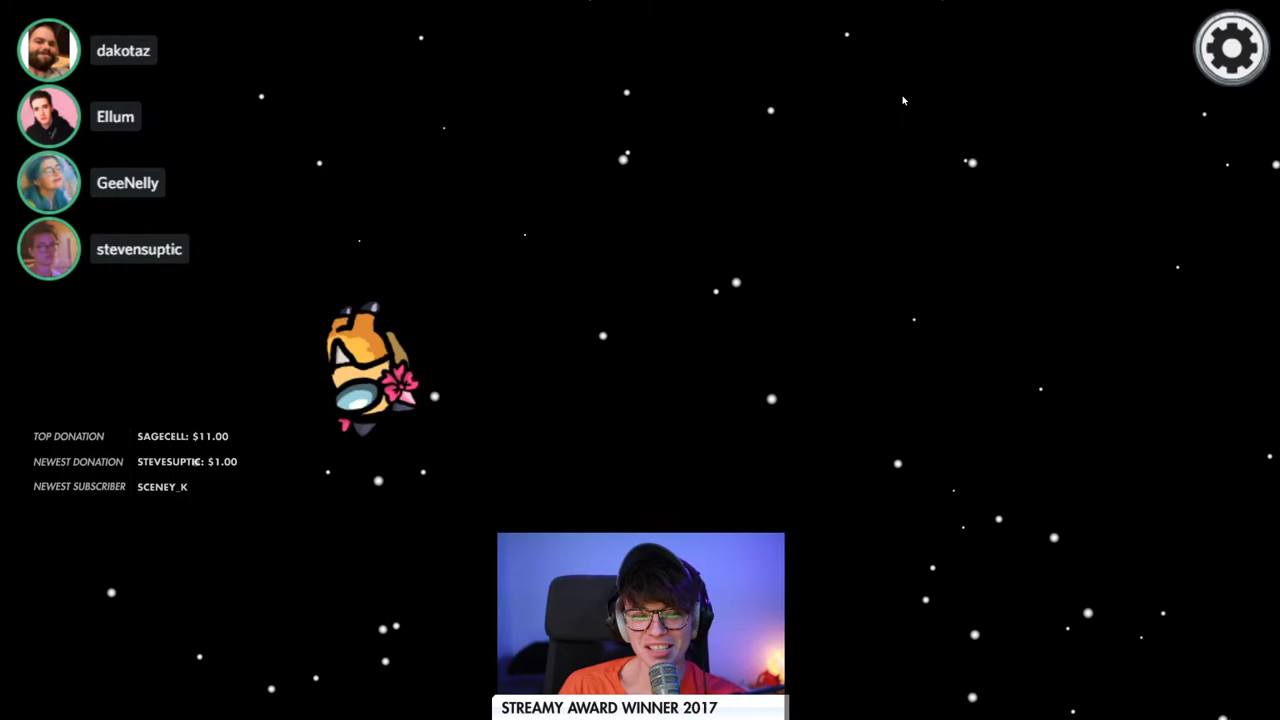 dakotaz
Ellum
GeeNelly
stevensuptic
TOP DONATION SAGECELL: $11.00
NEWEST DONATION STEVESUPTIC: $1.00
NEWEST SUBSCRIBER SCENEY_K
STREAMY AWARD WINNER 2017